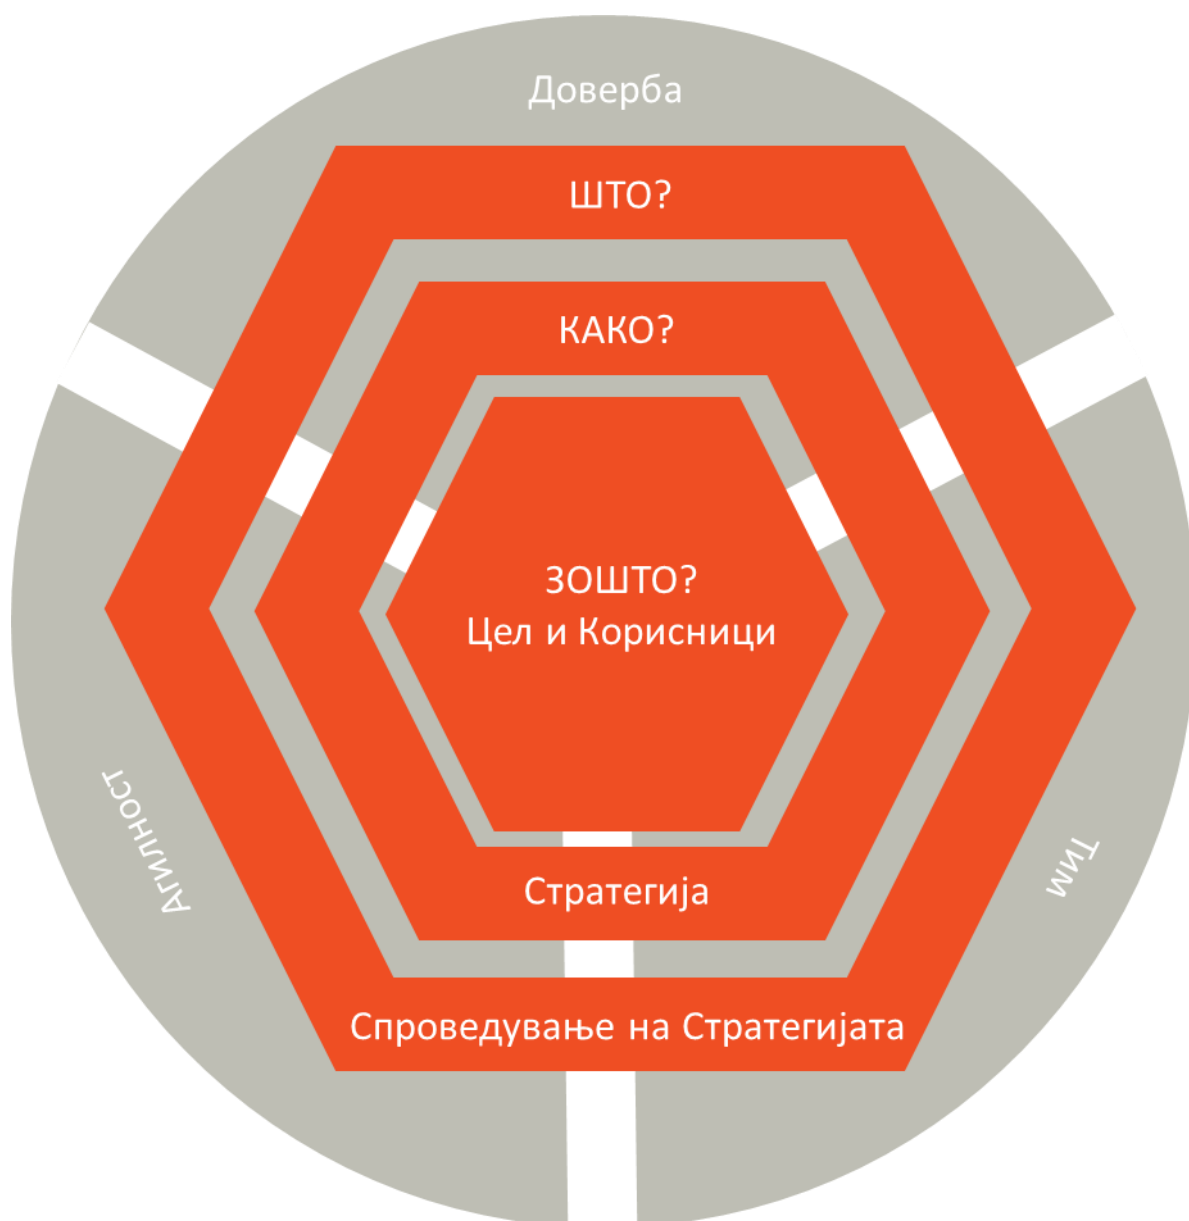 Доверба
ШТО?
КАКО?
ЗОШТО?
Цел и Корисници
Агилност
Тим
Стратегија
Спроведување на Стратегијата